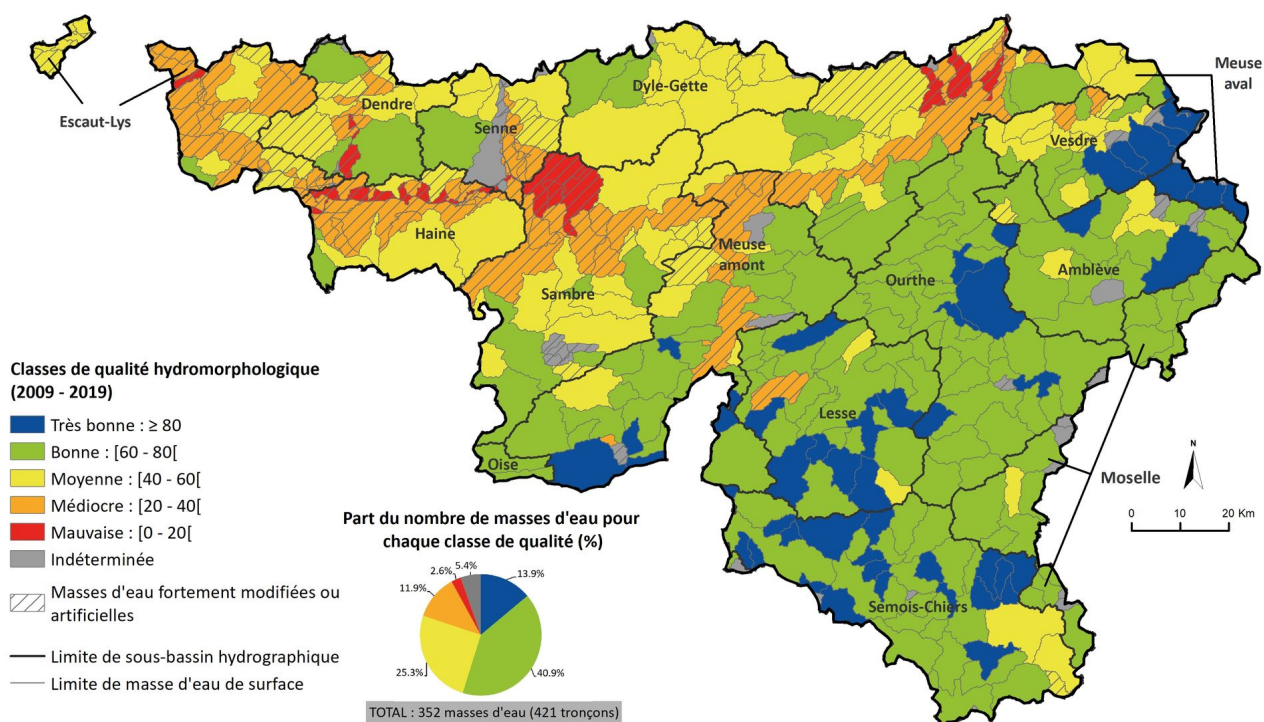 Escaut-Lys
Dendre
Senne
Dyle-Gette
Meuse
aval
Vesdre
Haine
Meuse
amont
Sambre
Ourthe
Amblève
Lesse
Oise
Moselle
Semois-Chiers
N
0 10 20 Km
Classes de qualité hydromorphologique
(2009 - 2019)
Très bonne : ≥ 80
Bonne : [60 - 80[
Moyenne : [40 - 60[
Médiocre : [20 - 40[
Mauvaise : [0 - 20[
Indéterminée
Masses d'eau fortement modifiées ou
artificielles
Limite de sous-bassin hydrographique
Limite de masse d'eau de surface
Part du nombre de masses d'eau pour
chaque classe de qualité (%)
2.6%
5.4%
13.9%
11.9%
25.3%
40.9%
TOTAL : 352 masses d'eau (421 tronçons)